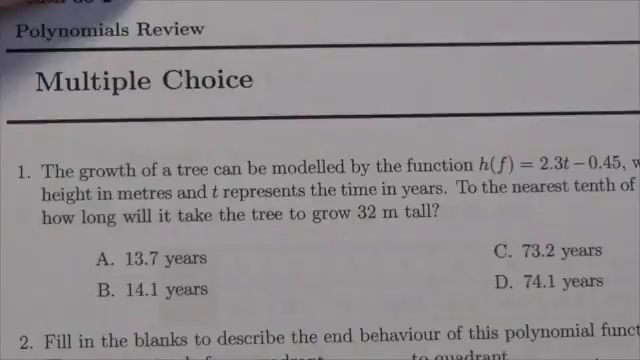 Polynomials Review
Multiple Choice
1. The growth of a tree can be modelled by the function h(f) = 2.3t − 0.45, w
height in metres and t represents the time in years. To the nearest tenth of
how long will it take the tree to grow 32 m tall?
A. 13.7 years
B. 14.1 years
C. 73.2 years
D. 74.1 years
2. Fill in the blanks to describe the end behaviour of this polynomial funct
to quadrant